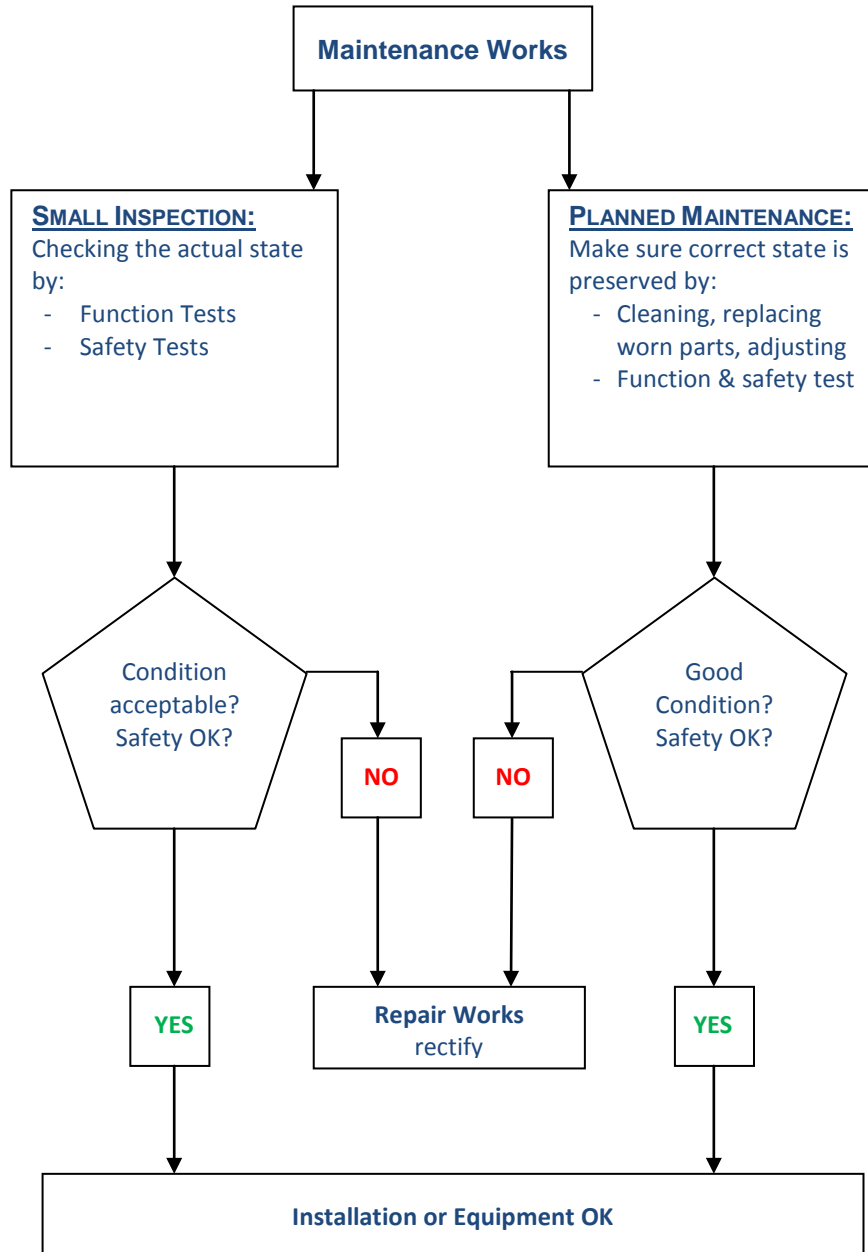 Maintenance Works
SMALL INSPECTION:
Checking the actual state
by:
- Function Tests
- Safety Tests
PLANNED MAINTENANCE:
Make sure correct state is
preserved by:
- Cleaning, replacing
worn parts, adjusting
- Function & safety test
Condition
acceptable?
Safety OK?
Good
Condition?
Safety OK?
NO
NO
YES
Repair Works
rectify
YES
Installation or Equipment OK